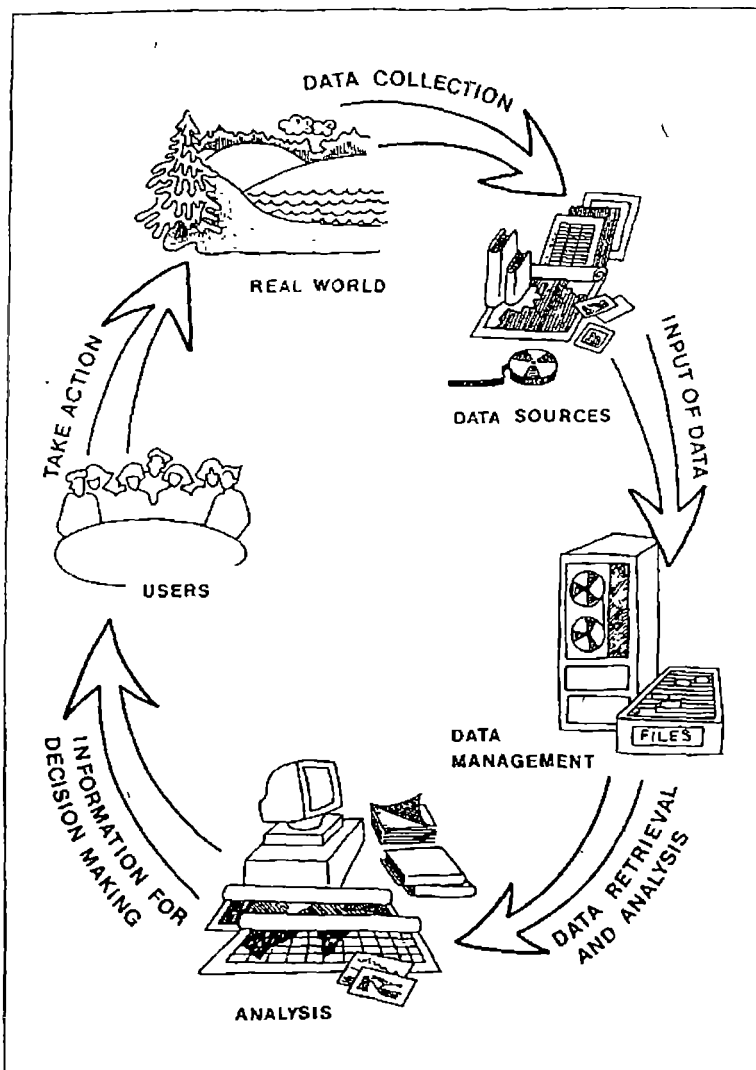 DATA COLLECTION
REAL WORLD
DATA SOURCES
INPUT OF DATA
TAKE ACTION
USERS
DATA
MANAGEMENT
FILES
INFORMATION FOR
DECISION MAKING
DATA RETRIEVAL
AND ANALYSIS
ANALYSIS